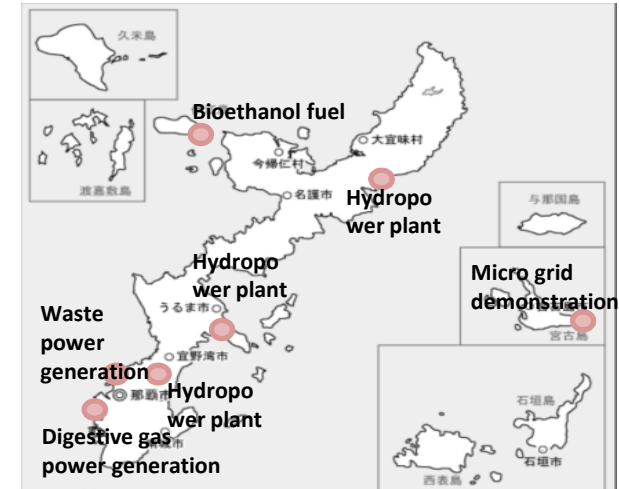 久米島
渡嘉敷島
Bioethanol fuel
今帰仁村
大宜味村
名護市
Hydropo
wer plant
与那国島
Hydropo
wer plant
うるま市
Micro grid
demonstration
宮古島
Waste
power
generation
宜野湾市
那覇市
Hydropo
wer plant
Digestive gas
power generation
石垣島
石垣市
西表島